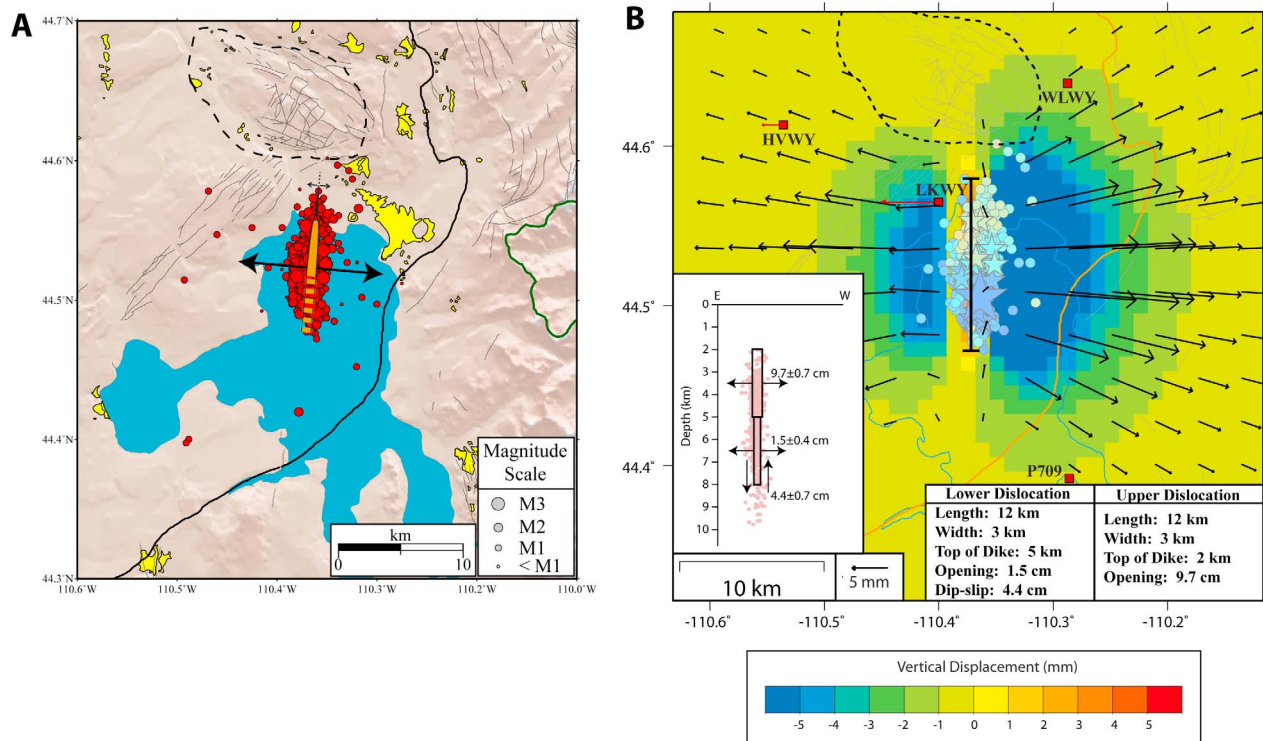 A
44.7˚N
44.6˚N
44.5˚N
44.4˚N
44.3˚N
110.6˚W
110.5˚W
110.4˚W
110.3˚W
110.2˚W
110.1˚W
110.0˚W
km
0
10
Magnitude
Scale
M3
M2
M1
< M1
B
WLWY
HVWY
LKWY
P709
44.6˚
44.5˚
44.4˚
E
W
0
1
2
3
4
5
6
7
8
9
10
Depth (km)
9.7±0.7 cm
1.5±0.4 cm
4.4±0.7 cm
10 km
5 mm
Lower Dislocation
Length: 12 km
Width: 3 km
Top of Dike: 5 km
Opening: 1.5 cm
Dip-slip: 4.4 cm
Upper Dislocation
Length: 12 km
Width: 3 km
Top of Dike: 2 km
Opening: 9.7 cm
-110.6˚
-110.5˚
-110.4˚
-110.3˚
-110.2˚
Vertical Displacement (mm)
-5 -4 -3 -2 -1 0 1 2 3 4 5